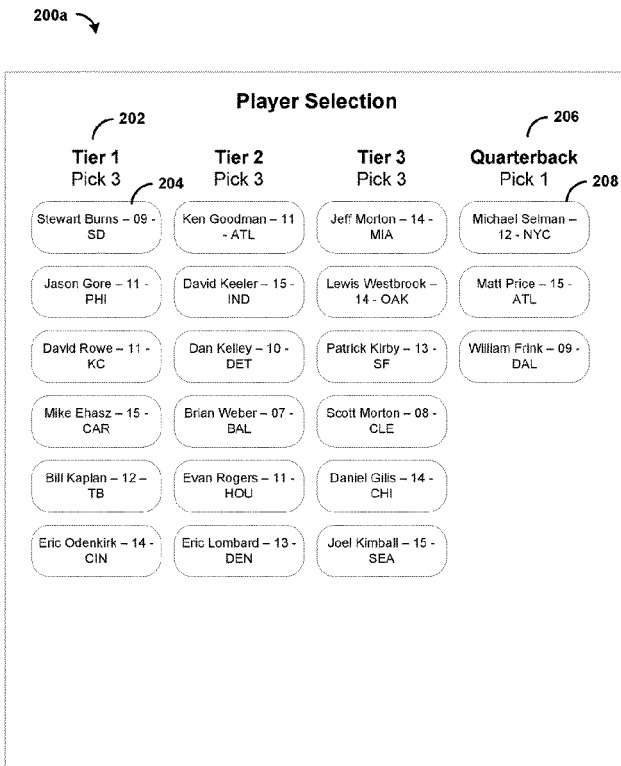 200a
Player Selection
202
206
Tier 1
Pick 3
Tier 2
Pick 3
Tier 3
Pick 3
Quarterback
Pick 1
204
208
Stewart Burns – 09 -
SD
Ken Goodman – 11
- ATL
Jeff Morton – 14 -
MIA
Michael Selman –
12 - NYC
Jason Gore – 11 -
PHI
David Keeler – 15 -
IND
Lewis Westbrook –
14 - OAK
Matt Price – 15 -
ATL
David Rowe – 11 -
KC
Dan Kelley – 10 -
DET
Patrick Kirby – 13 -
SF
William Frink – 09 -
DAL
Mike Ehasz – 15 -
CAR
Brian Weber – 07 -
BAL
Scott Morton – 08 -
CLE
Bill Kaplan – 12 –
TB
Evan Rogers – 11 -
HOU
Daniel Gilis – 14 -
CHI
Eric Odenkirk – 14 -
CIN
Eric Lombard – 13 -
DEN
Joel Kimball – 15 -
SEA